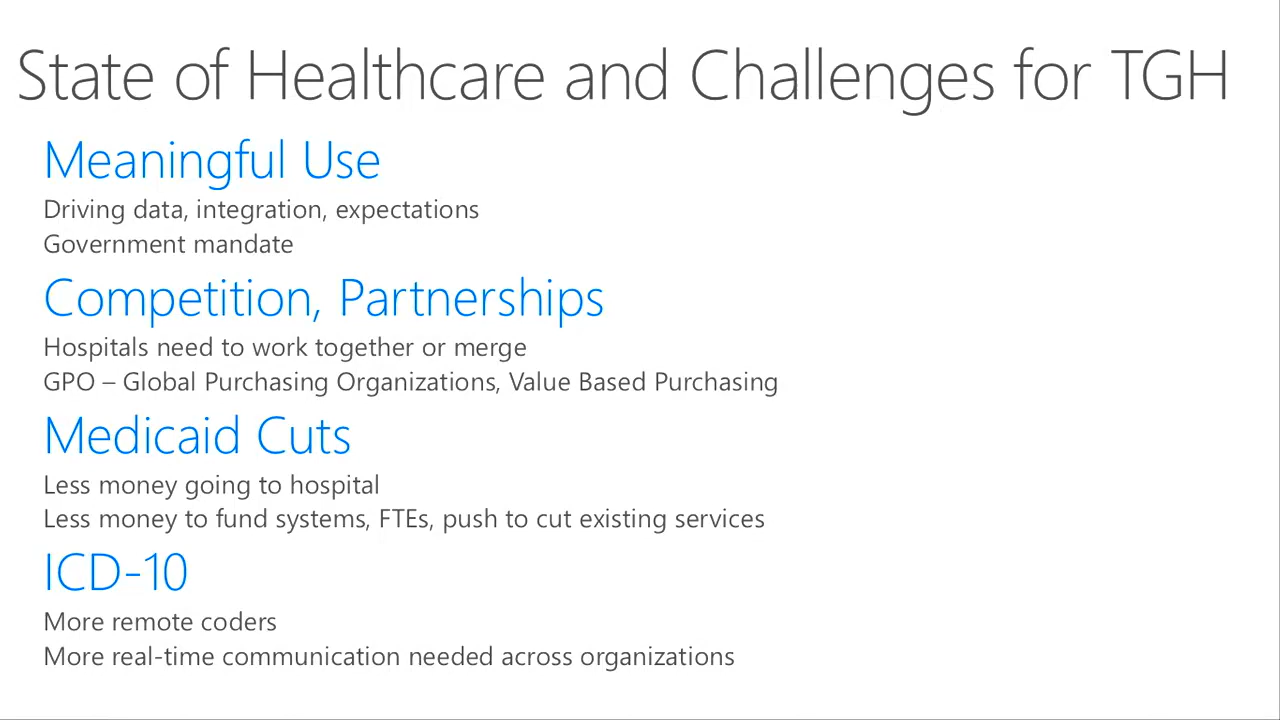 State of Healthcare and Challenges for TGH
Meaningful Use
Driving data, integration, expectations
Government mandate
Competition, Partnerships
Hospitals need to work together or merge
GPO – Global Purchasing Organizations, Value Based Purchasing
Medicaid Cuts
Less money going to hospital
Less money to fund systems, FTEs, push to cut existing services
ICD-10
More remote coders
More real-time communication needed across organizations